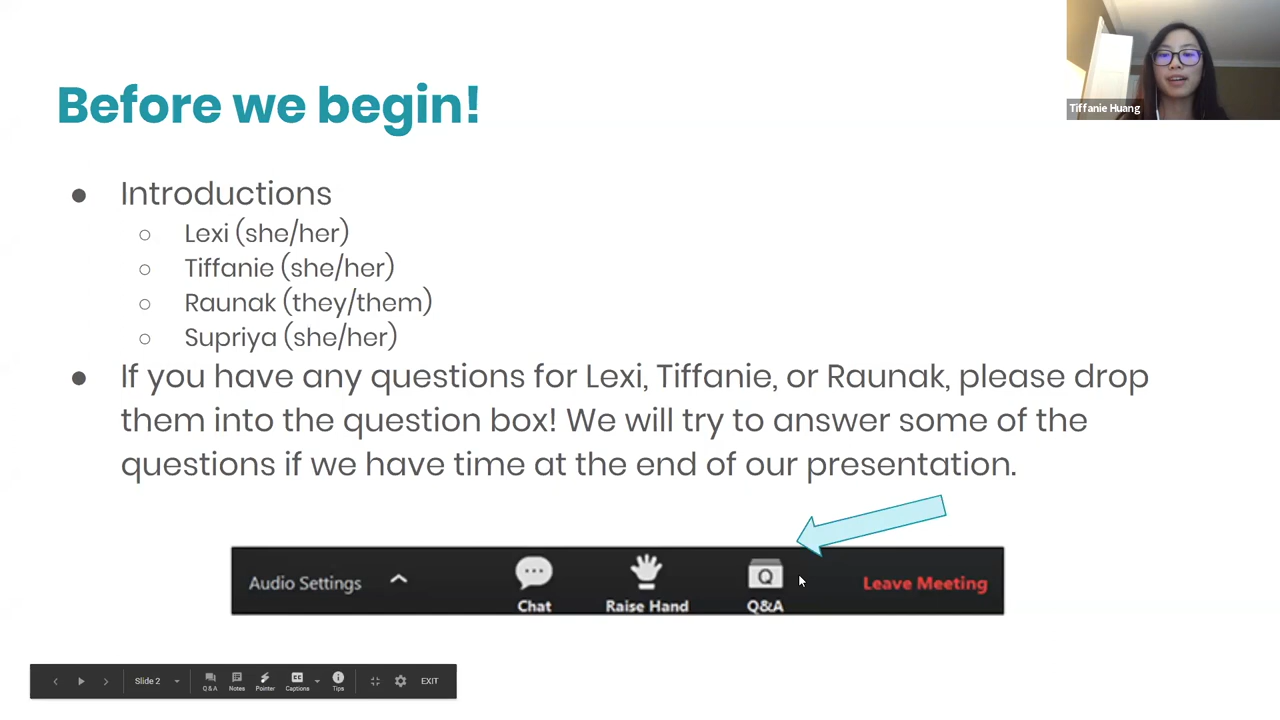 Before we begin!
Tiffanie Huang
● Introductions
○ Lexi (she/her)
○ Tiffanie (she/her)
○ Raunak (they/them)
○ Supriya (she/her)
● If you have any questions for Lexi, Tiffanie, or Raunak, please drop
them into the question box! We will try to answer some of the
questions if we have time at the end of our presentation.
Audio Settings
Chat
Raise Hand
Q
Q&A
Leave Meeting
Slide 2
Q&A
Notes
Pointer
Captions
Tips
EXIT